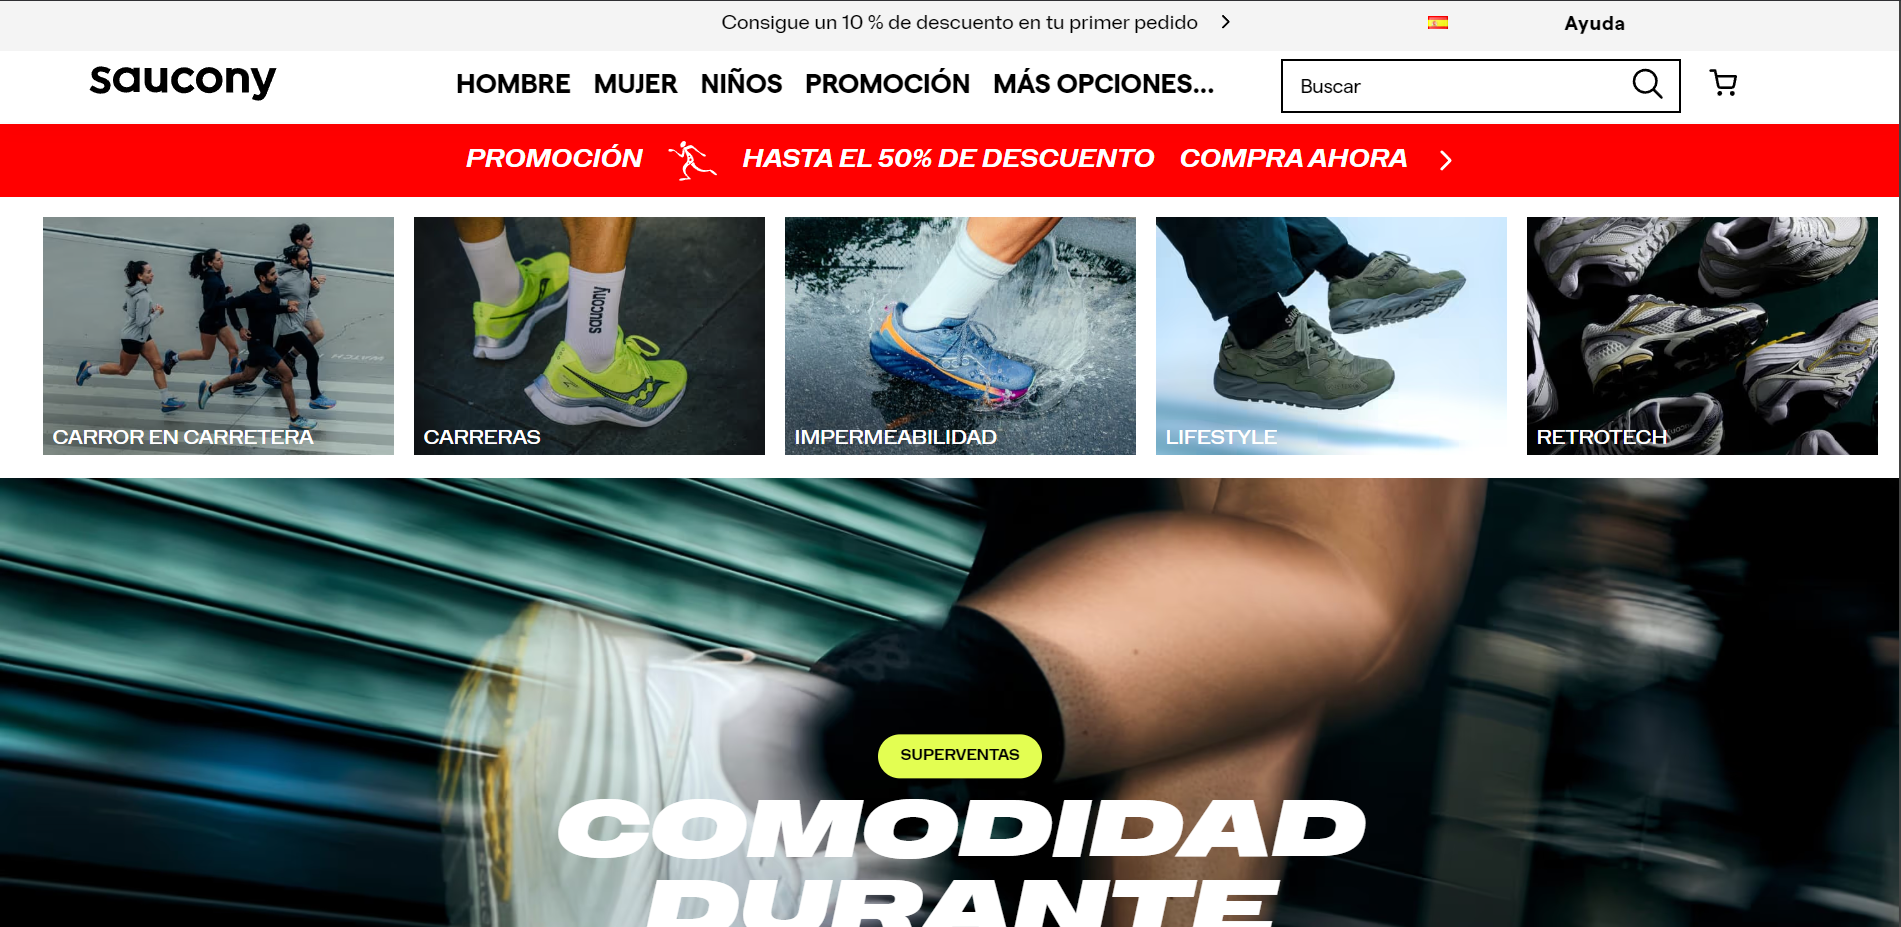 Consigue un 10 % de descuento en tu primer pedido
Ayuda
saucony
HOMBRE MUJER NIÑOS PROMOCIÓN MÁS OPCIONES...
Buscar
PROMOCIÓN HASTA EL 50% DE DESCUENTO COMPRA AHORA
saucony
CARROR EN CARRETERA
CARRERAS
IMPERMEABILIDAD
LIFESTYLE
RETROTECH
SUPERVENTAS
COMODIDAD
DURANTE